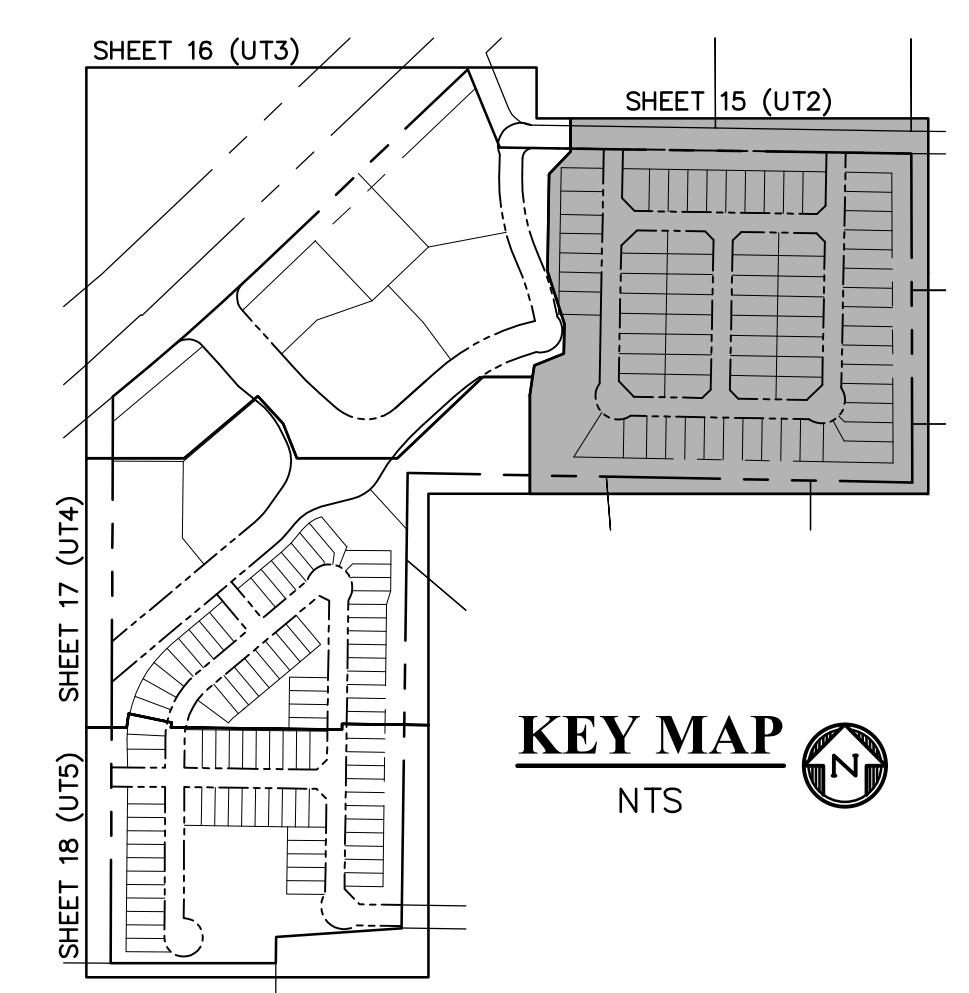 SHEET 16 (UT3)
SHEET 15 (UT2)
SHEET 17 (UT4)
SHEET 18 (UT5)
KEY MAP
NTS
N